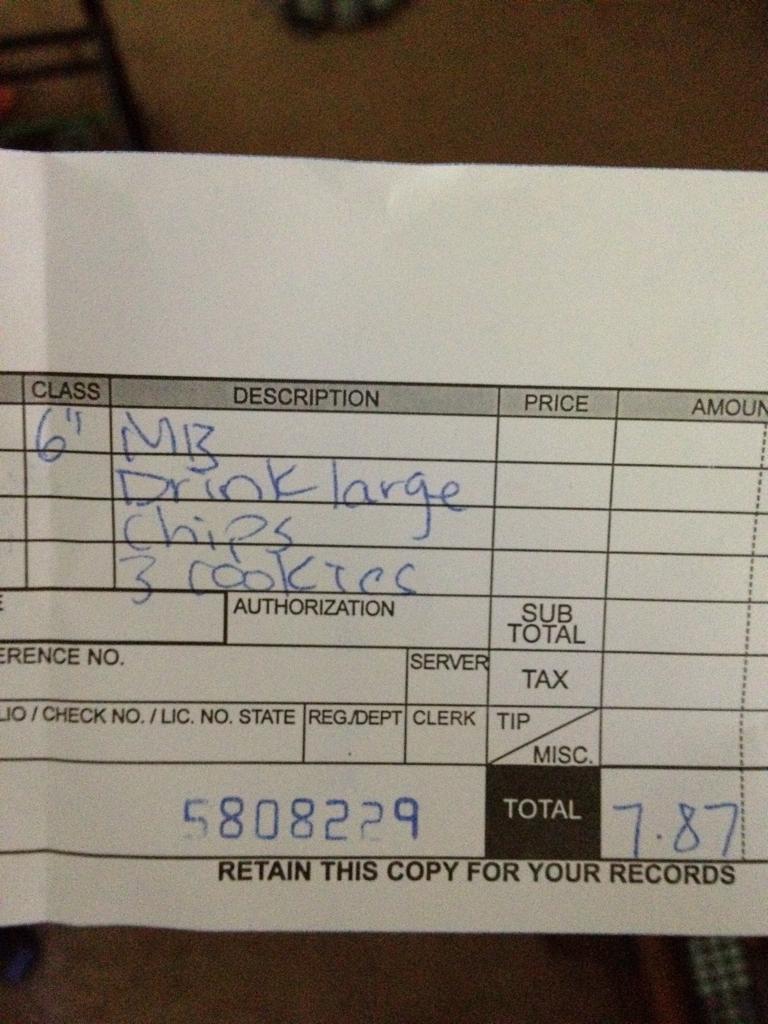 CLASS DESCRIPTION PRICE AMOUN
6" MB
Drink large
Chips
3 cookies
AUTHORIZATION SUB TOTAL
ERENCE NO. SERVER TAX
LIO / CHECK NO. / LIC. NO. STATE REG/DEPT CLERK TIP MISC.
5808229 TOTAL 7.87
RETAIN THIS COPY FOR YOUR RECORDS